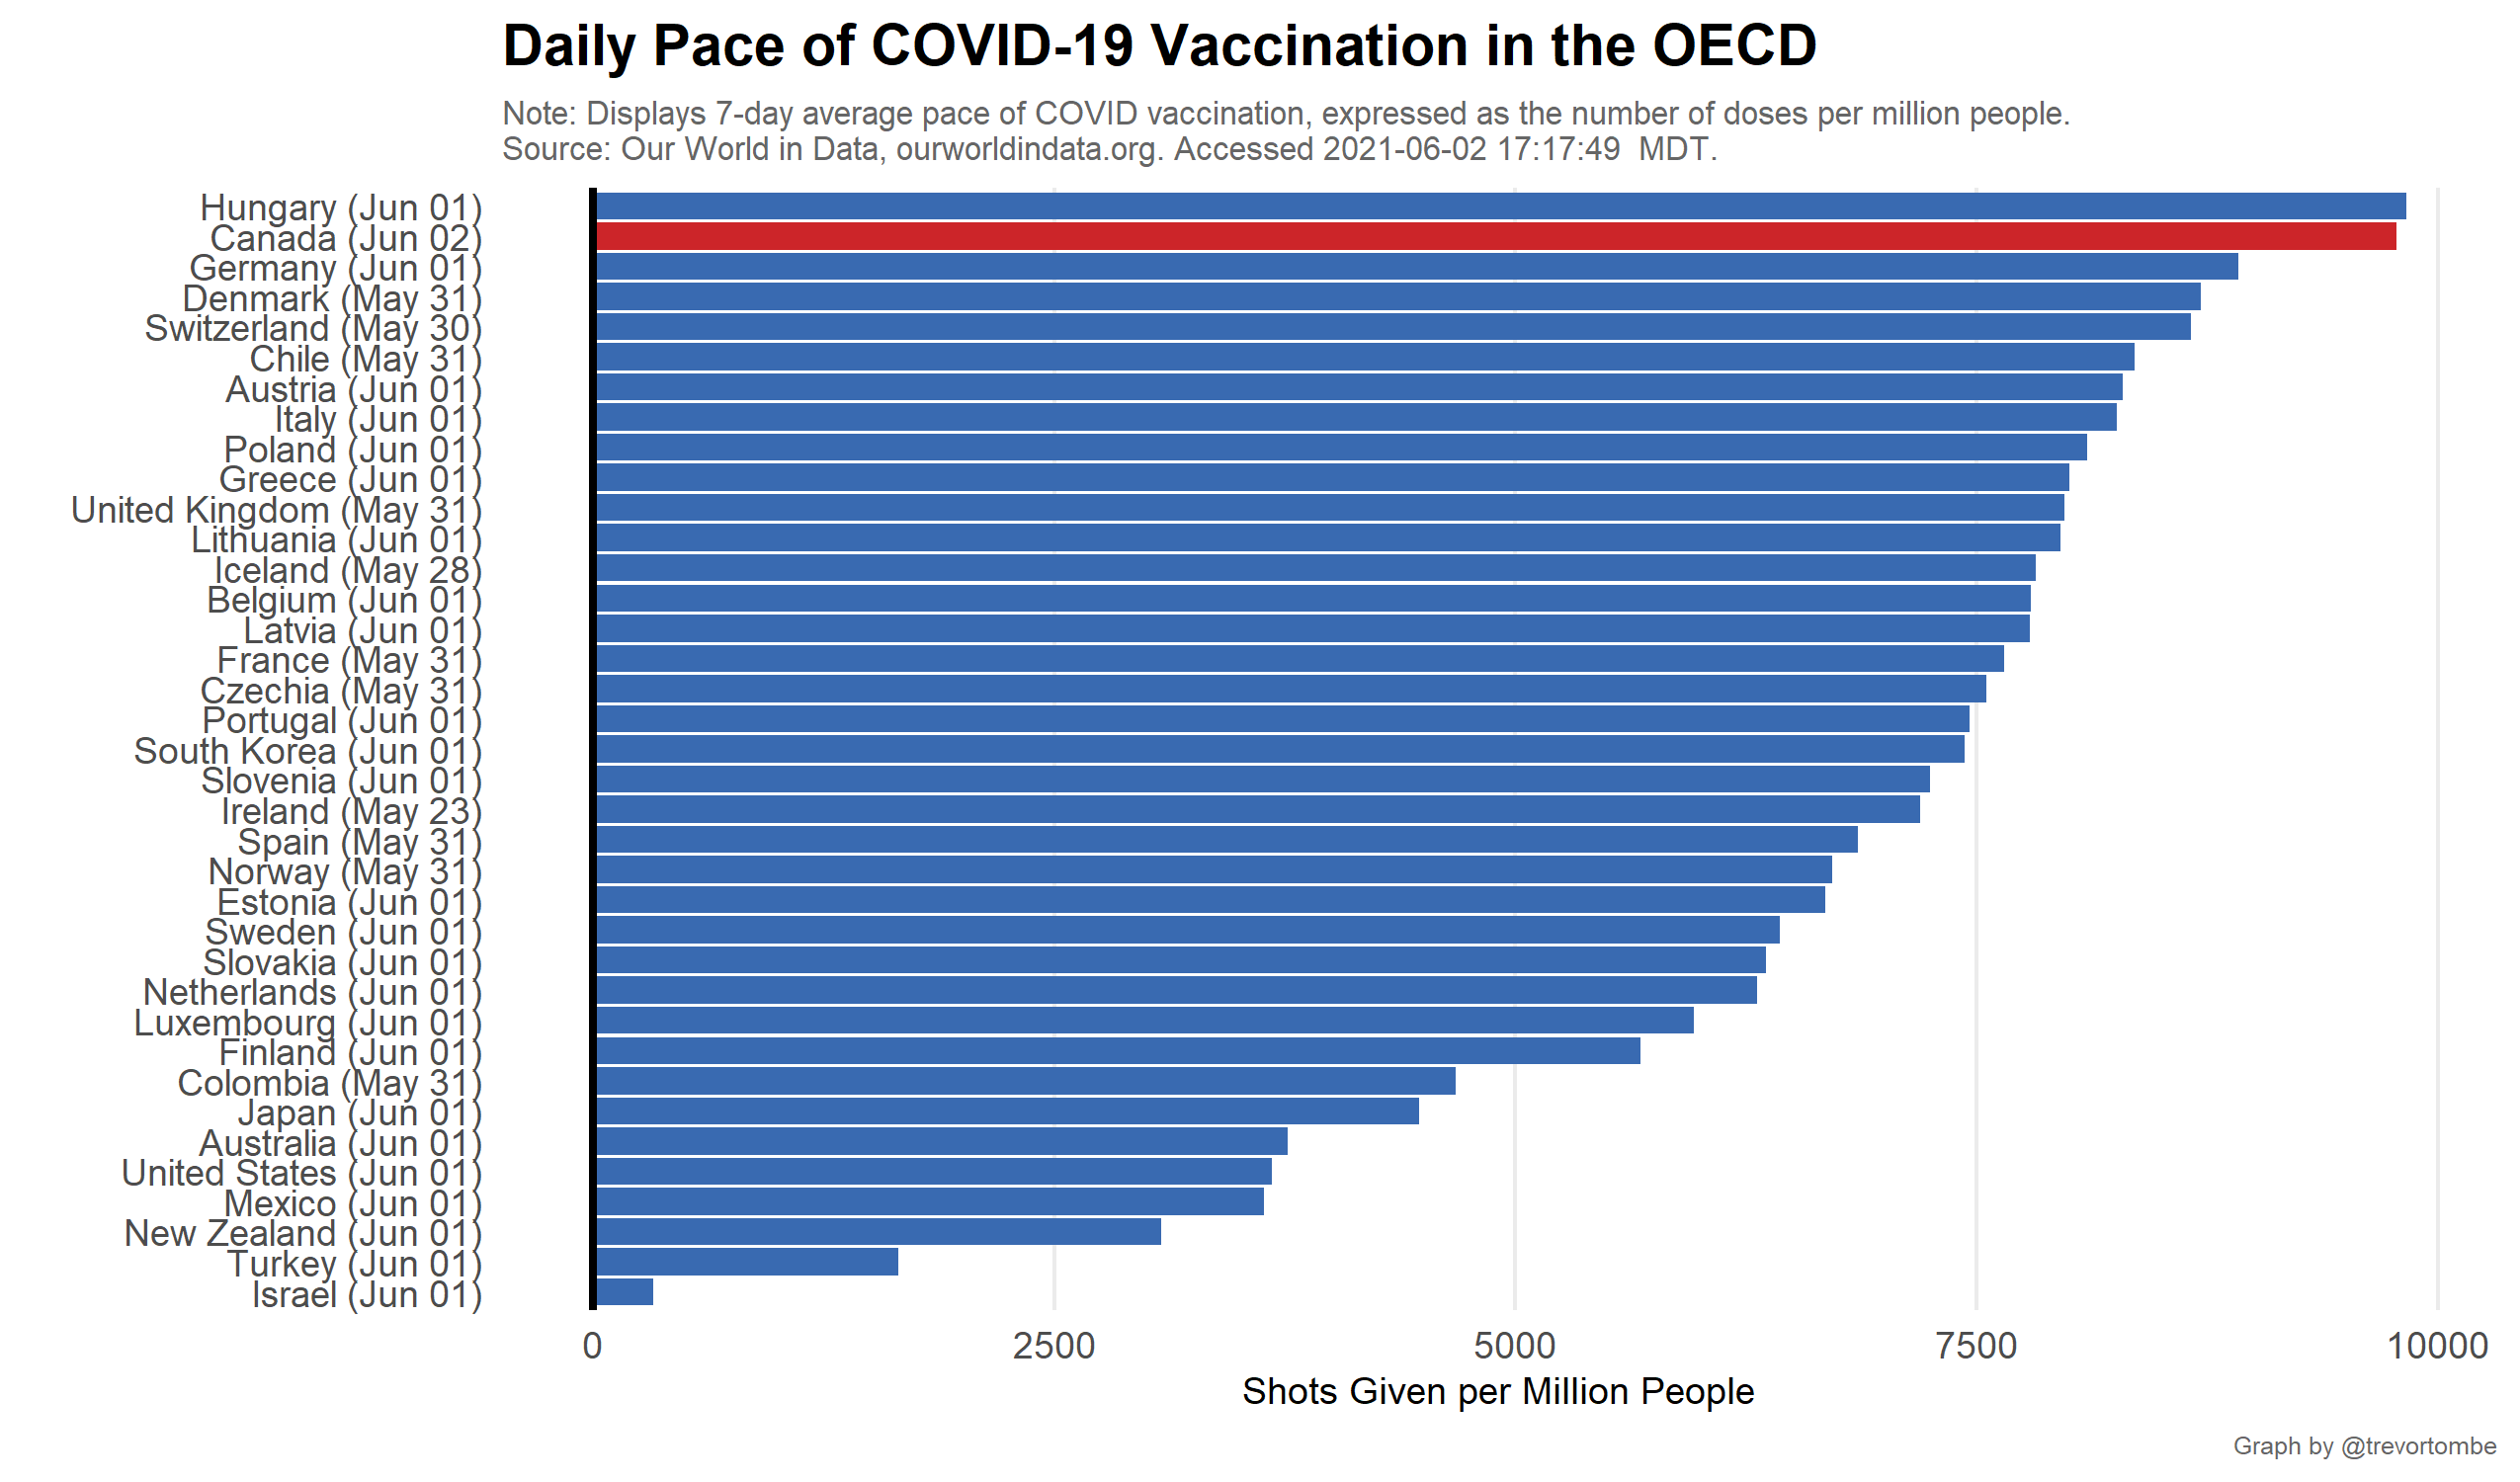 Daily Pace of COVID-19 Vaccination in the OECD
Note: Displays 7-day average pace of COVID vaccination, expressed as the number of doses per million people.
Source: Our World in Data, ourworldindata.org. Accessed 2021-06-02 17:17:49  MDT.
Hungary (Jun 01)
Canada (Jun 02)
Germany (Jun 01)
Denmark (May 31)
Switzerland (May 30)
Chile (May 31)
Austria (Jun 01)
Italy (Jun 01)
Poland (Jun 01)
Greece (Jun 01)
United Kingdom (May 31)
Lithuania (Jun 01)
Iceland (May 28)
Belgium (Jun 01)
Latvia (Jun 01)
France (May 31)
Czechia (May 31)
Portugal (Jun 01)
South Korea (Jun 01)
Slovenia (Jun 01)
Ireland (May 23)
Spain (May 31)
Norway (May 31)
Estonia (Jun 01)
Sweden (Jun 01)
Slovakia (Jun 01)
Netherlands (Jun 01)
Luxembourg (Jun 01)
Finland (Jun 01)
Colombia (May 31)
Japan (Jun 01)
Australia (Jun 01)
United States (Jun 01)
Mexico (Jun 01)
New Zealand (Jun 01)
Turkey (Jun 01)
Israel (Jun 01)
0 2500 5000 7500 10000
Shots Given per Million People
Graph by @trevortombe